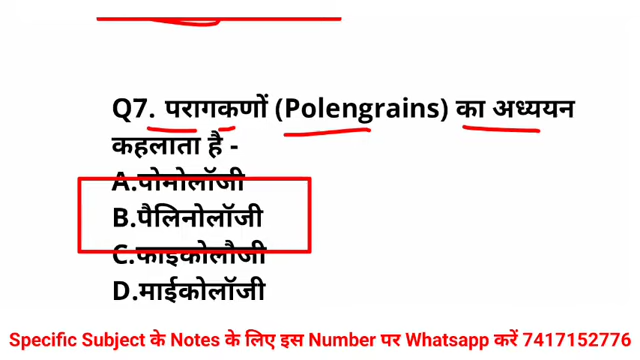 Q7. परागकणों (Polengrains) का अध्ययन
कहलाता है -
A.पोमोलॉजी
B.पैलिनोलॉजी
C.फाइकोलौजी
D.माईकोलॉजी
Specific Subject के Notes के लिए इस Number पर Whatsapp करें 7417152776